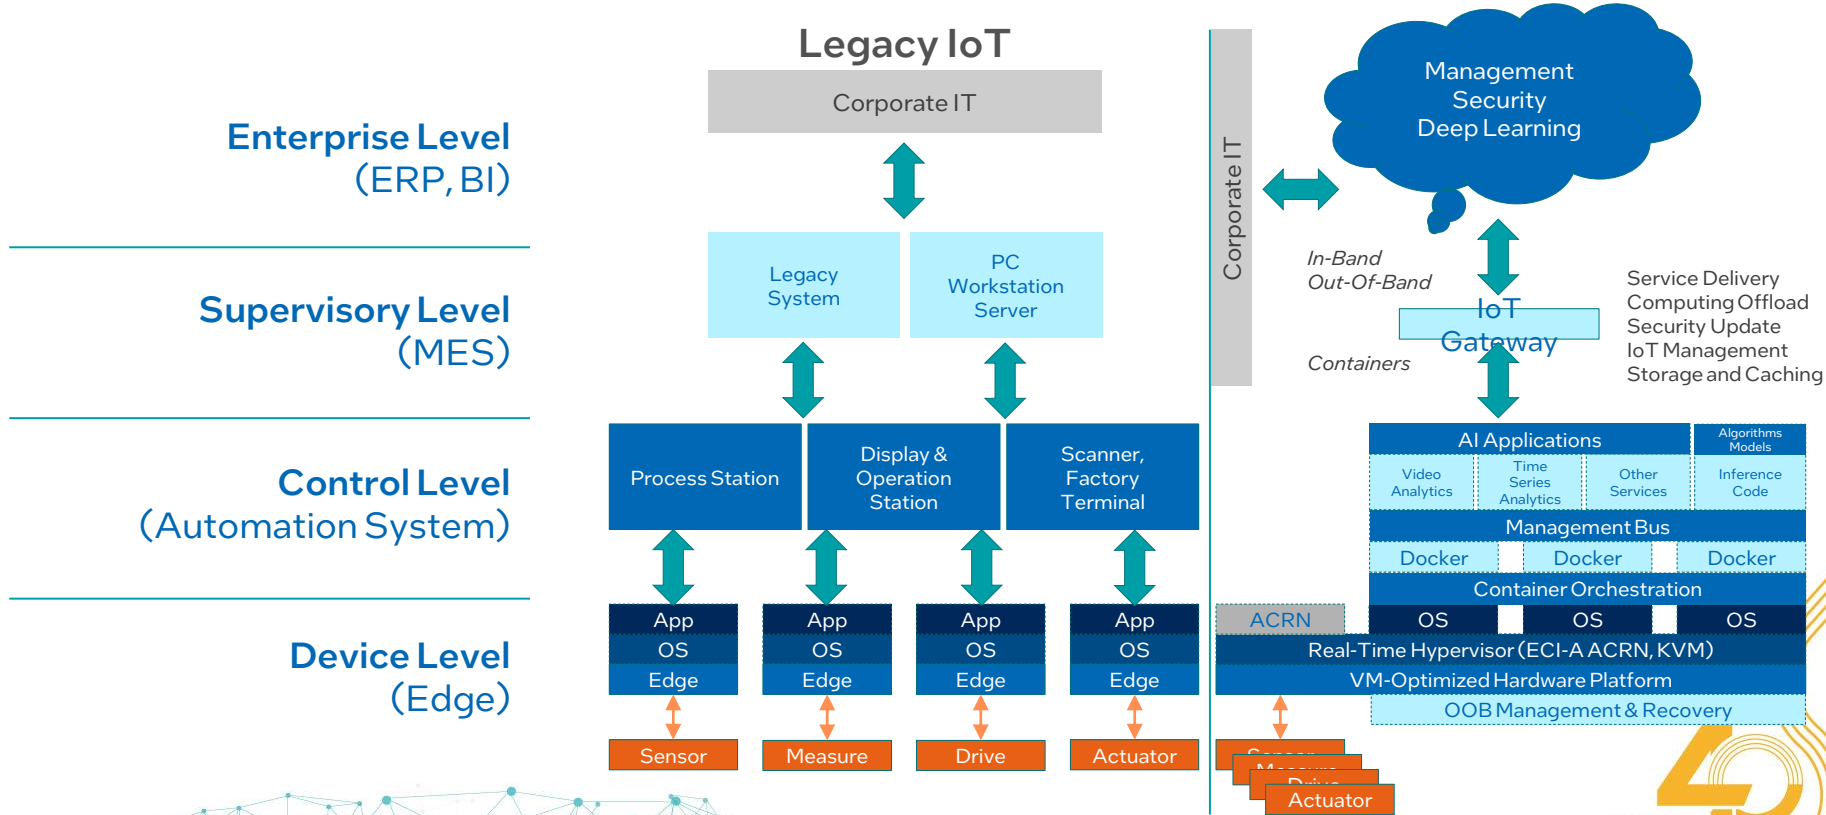 Legacy IoT
Enterprise Level
(ERP, BI)
Supervisory Level
(MES)
Control Level
(Automation System)
Device Level
(Edge)
Corporate IT
Legacy
System
PC
Workstation
Server
Process Station
Display &
Operation
Station
Scanner,
Factory
Terminal
App
OS
Edge
App
OS
Edge
App
OS
Edge
App
OS
Edge
Sensor
Measure
Drive
Actuator
Corporate IT
Management
Security
Deep Learning
In-Band
Out-Of-Band
IoT
Gateway
Containers
Service Delivery
Computing Offload
Security Update
IoT Management
Storage and Caching
AI Applications
Algorithms
Models
Video
Analytics
Time
Series
Analytics
Other
Services
Inference
Code
Management Bus
Docker
Docker
Docker
Container Orchestration
ACRN
OS
OS
OS
Real-Time Hypervisor (ECI-A ACRN, KVM)
VM-Optimized Hardware Platform
OOB Management & Recovery
Sensor
Measure
Drive
Actuator